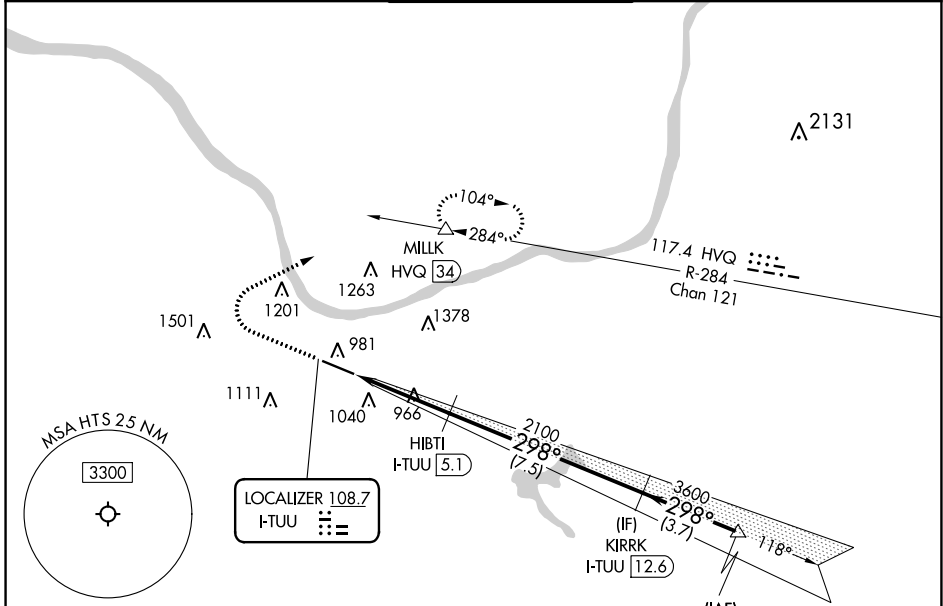 2131
104°
284°
MILLK
HVQ 34
117.4 HVQ
R-284
Chan 121
1263
1201
1501
1378
981
1111
1040
966
HIBTI
I-TUU 5.1
2100
298°
(7.5)
3600
298°
(3.7)
118°
(IF)
KIRRK
I-TUU 12.6
MSA HTS 25 NM
3300
LOCALIZER 108.7
I-TUU
(IAF)